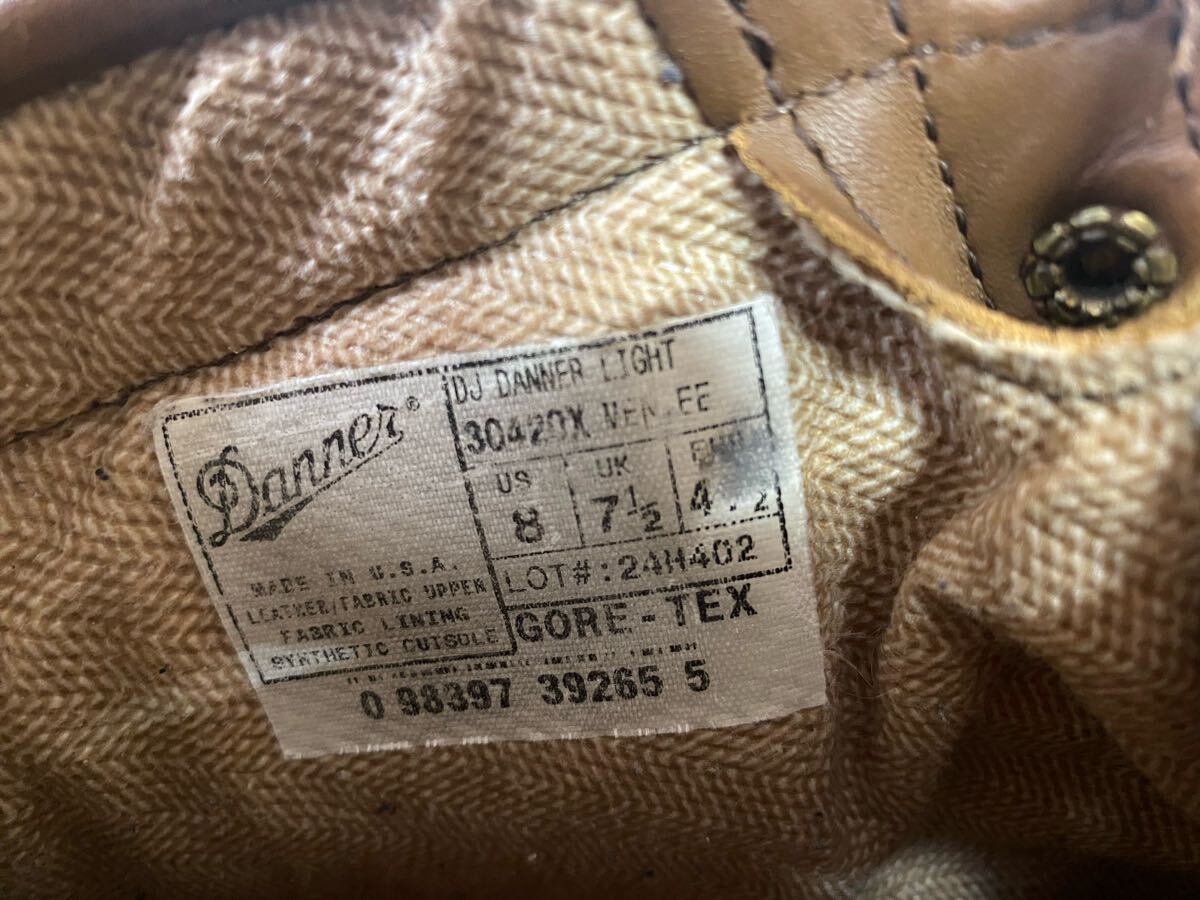 Danner®
MADE IN U.S.A.
LEATHER/FABRIC UPPER
FABRIC LINING
SYNTHETIC OUTSOLE
DJ DANNER LIGHT
30420X EE
US UK
8 7½
LOT#:24H402
GORE-TEX
0 98397 39265 5